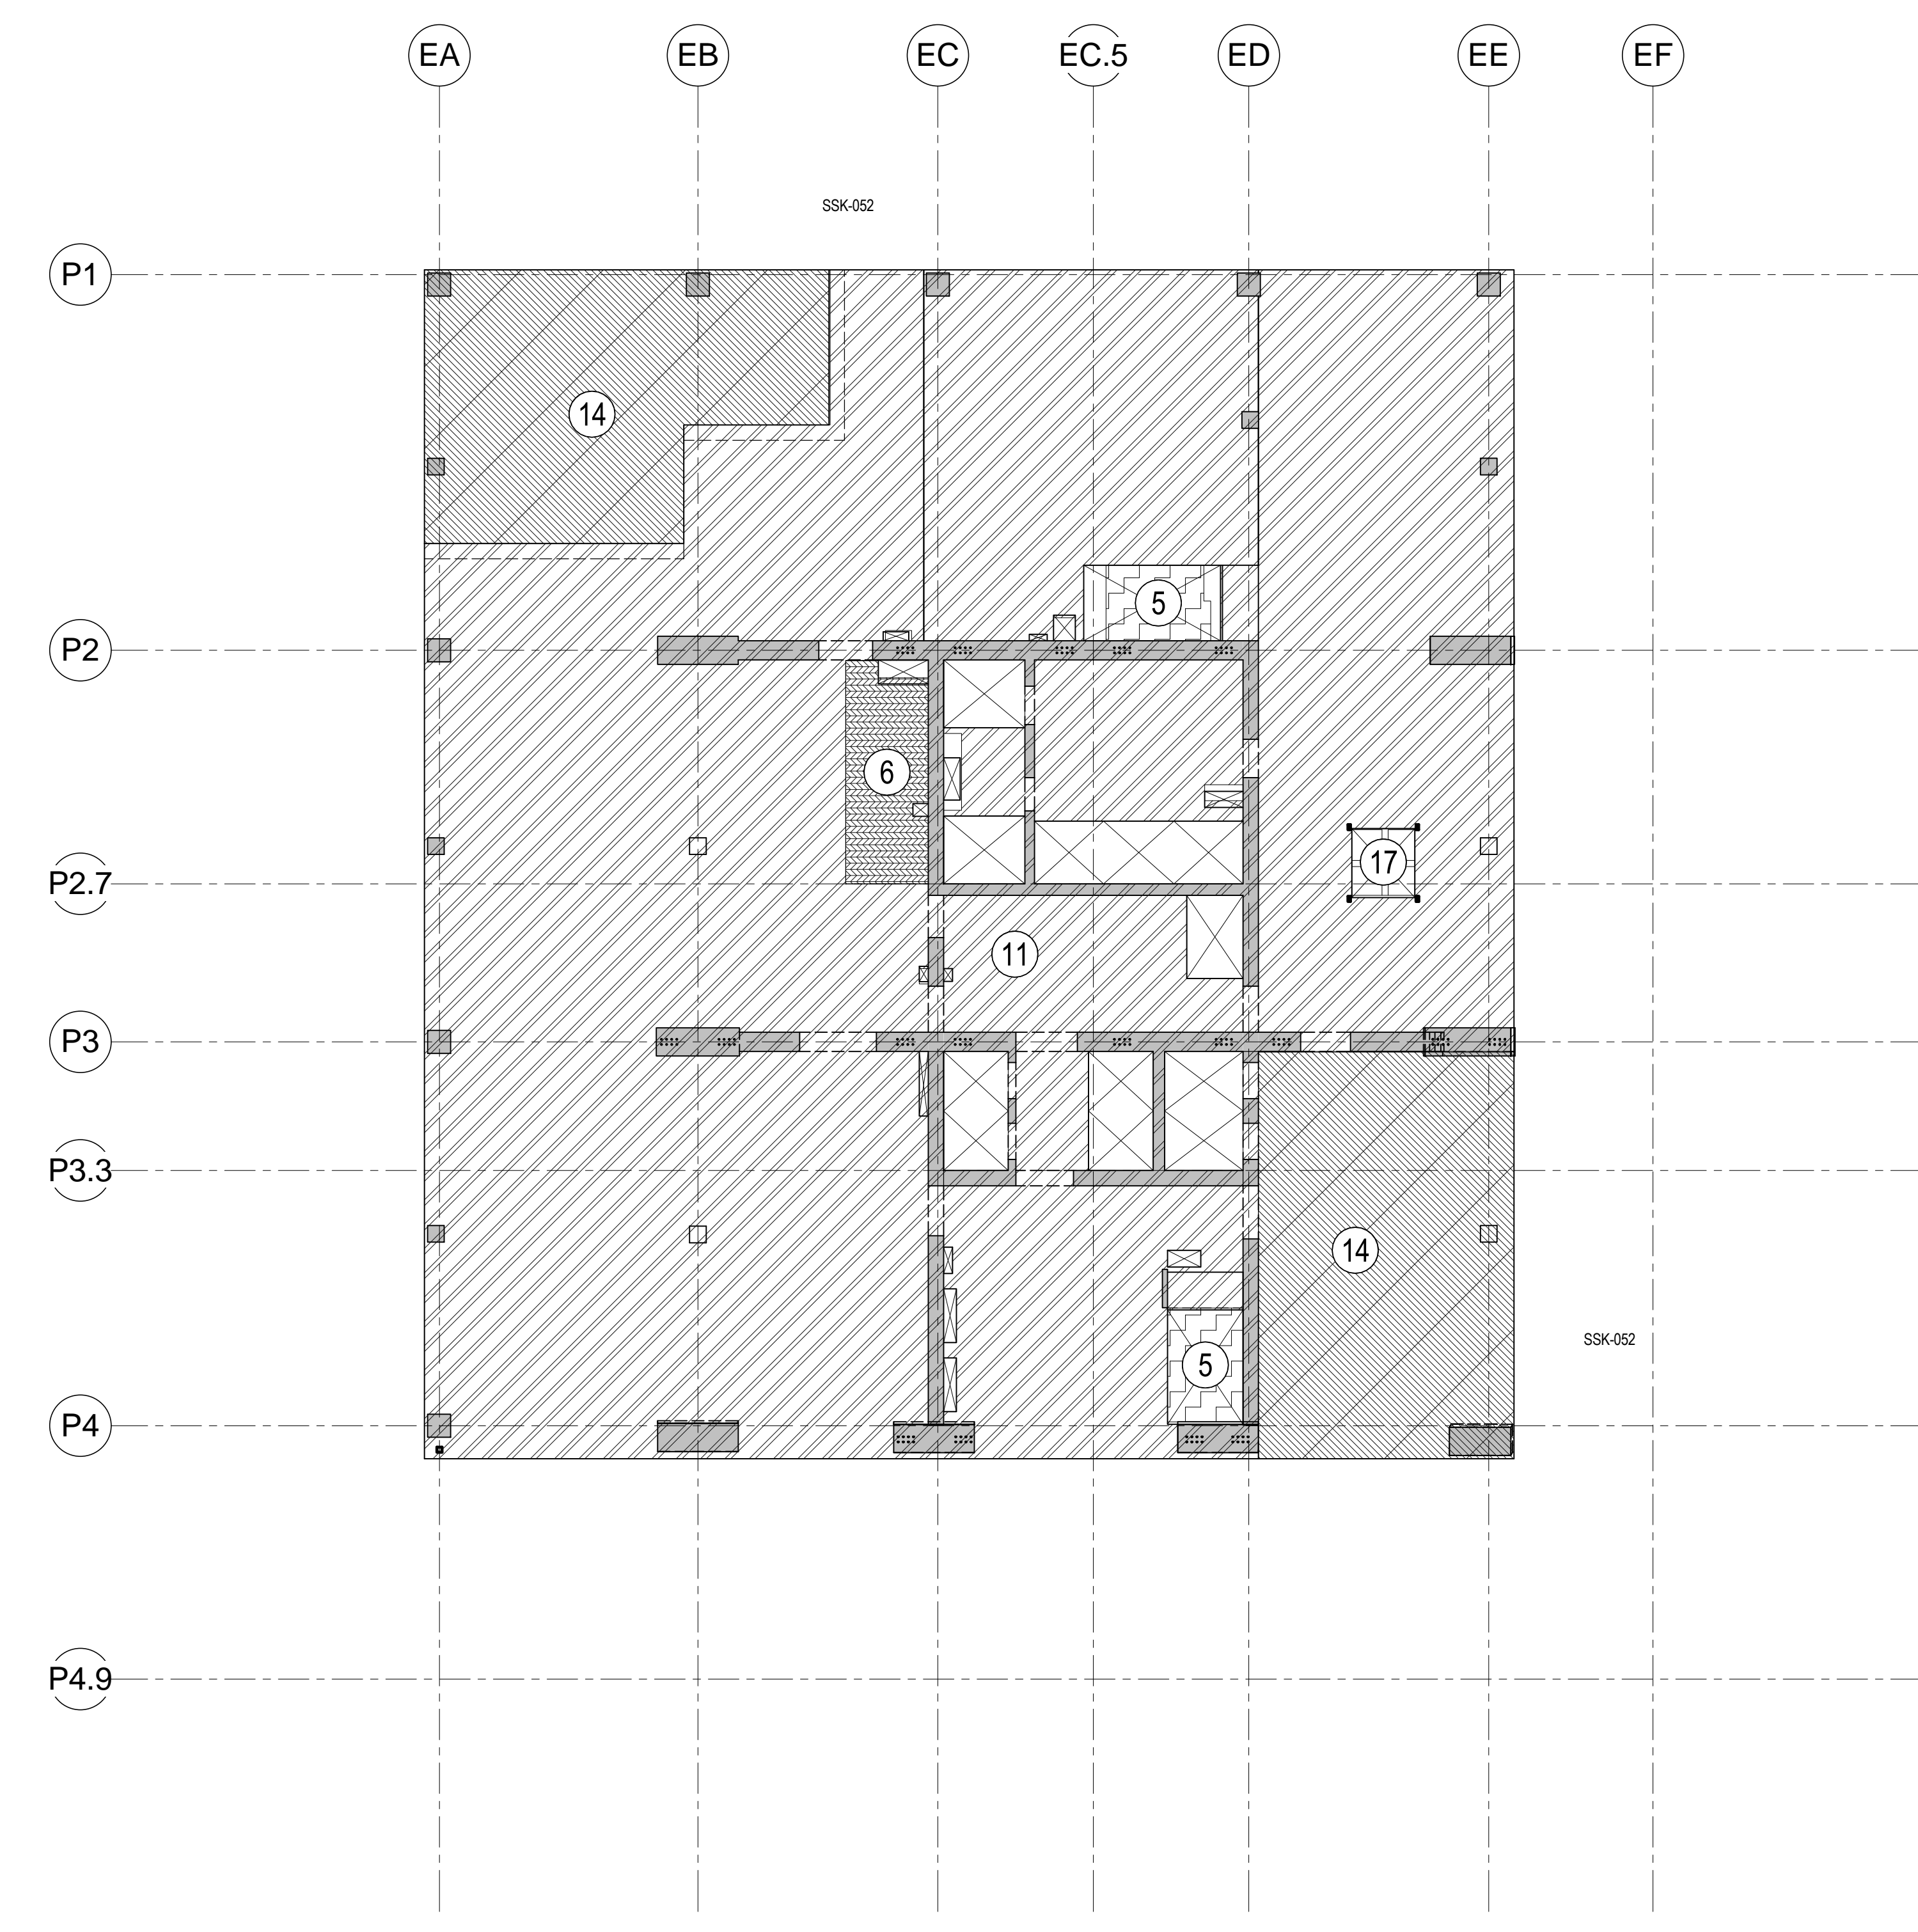 EA EB EC EC.5 ED EE EF
SSK-052
P1
14
5
P2
6
17
P2.7
11
P3
P3.3
14
SSK-052
5
P4
P4.9